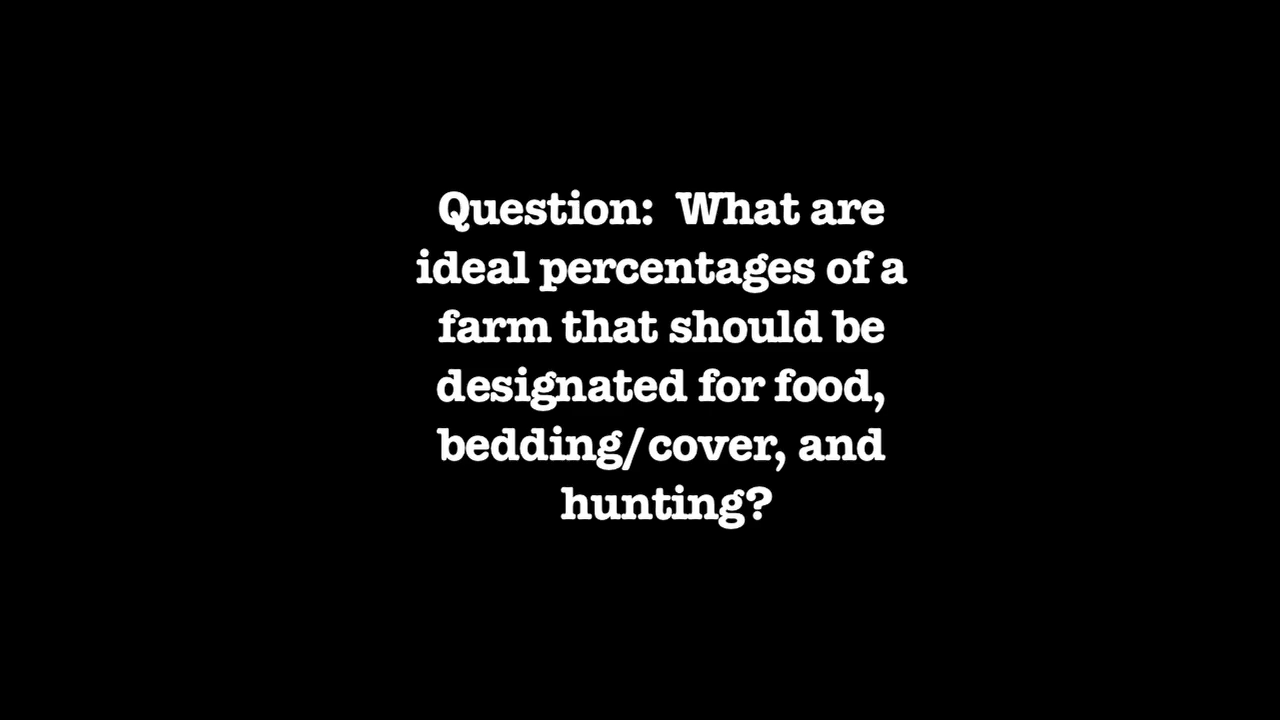 Question:  What are
ideal percentages of a
farm that should be
designated for food,
bedding/cover, and
hunting?